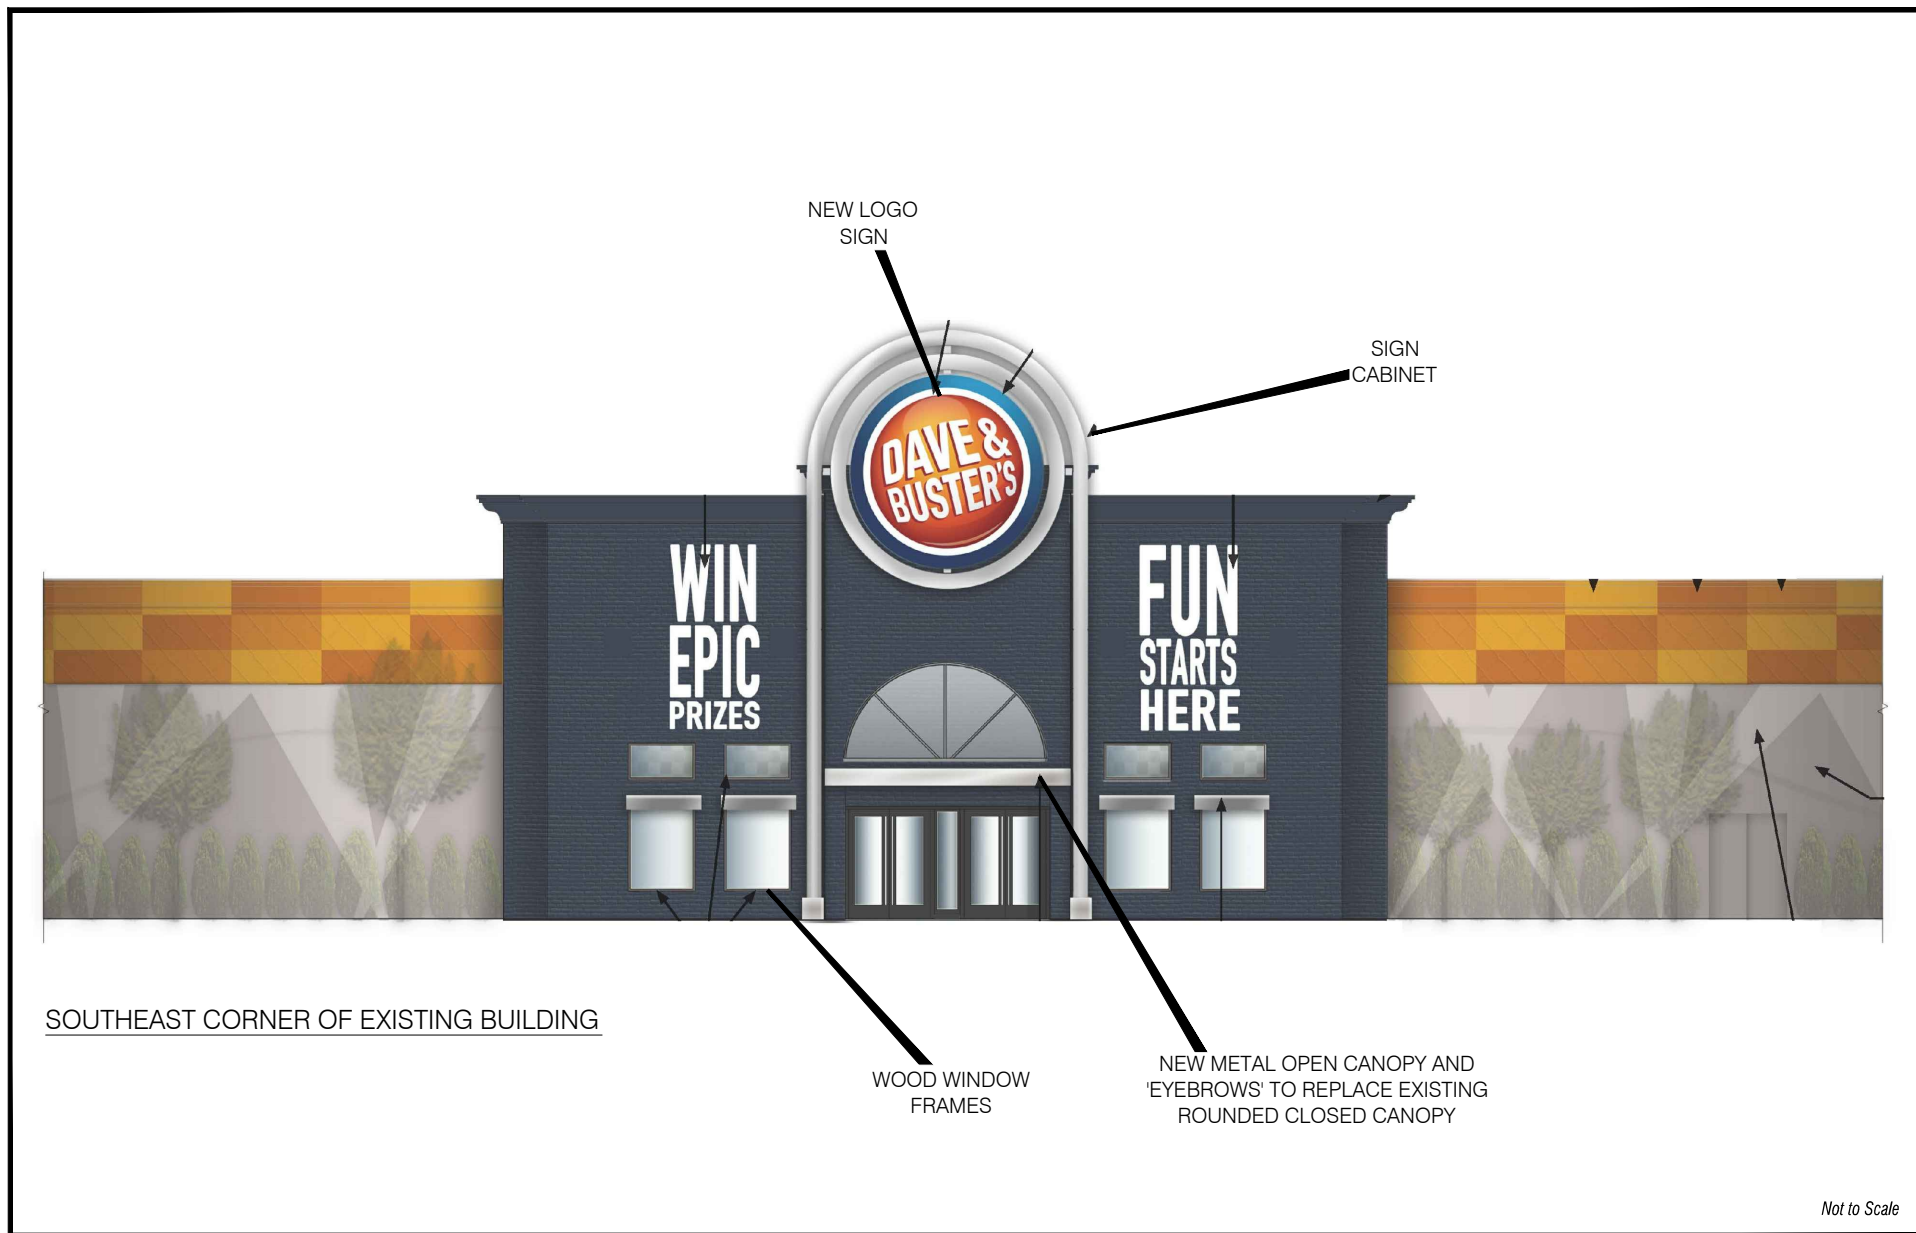 NEW LOGO
SIGN
SIGN
CABINET
DAVE &
BUSTER'S
WIN
EPIC
PRIZES
FUN
STARTS
HERE
SOUTHEAST CORNER OF EXISTING BUILDING
WOOD WINDOW
FRAMES
NEW METAL OPEN CANOPY AND
'EYEBROWS' TO REPLACE EXISTING
ROUNDED CLOSED CANOPY
Not to Scale